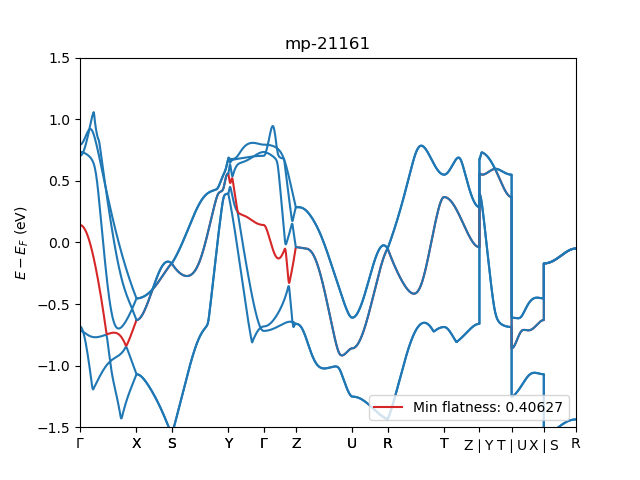 mp-21161
E − E_F (eV)
1.5
1.0
0.5
0.0
−0.5
−1.0
−1.5
Min flatness: 0.40627
Γ X S Y Γ Z U R T Z | Y T | U X | S R